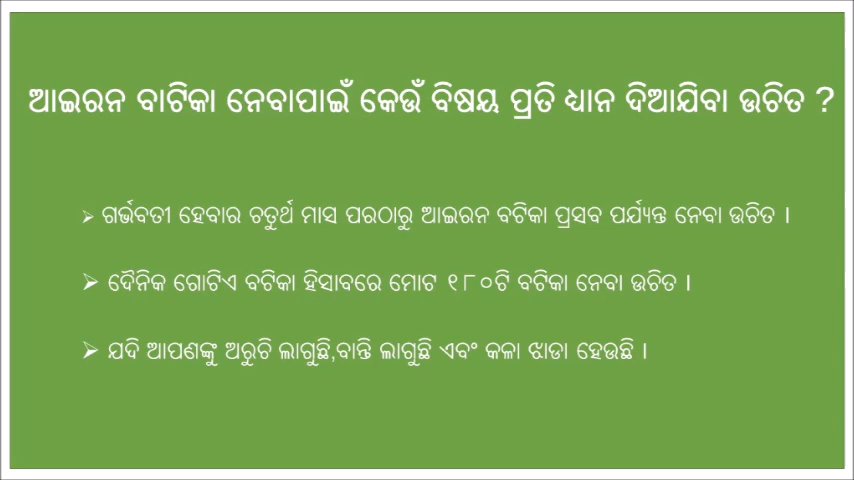 ଆଇରନ ବାଟିକା ନେବାପାଇଁ କେଉଁ ବିଷୟ ପ୍ରତି ଧ୍ୟାନ ଦିଆଯିବା ଉଚିତ ?
➢ ଗର୍ଭବତୀ ହେବାର ଚତୁର୍ଥ ମାସ ପରଠାରୁ ଆଇରନ ବଟିକା ପ୍ରସବ ପର୍ଯ୍ୟନ୍ତ ନେବା ଉଚିତ ।
➢ ଦୈନିକ ଗୋଟିଏ ବଟିକା ହିସାବରେ ମୋଟ ୧୮୦ଟି ବଟିକା ନେବା ଉଚିତ ।
➢ ଯଦି ଆପଣଙ୍କୁ ଅରୁଚି ଲାଗୁଛି,ବାନ୍ତି ଲାଗୁଛି ଏବଂ କଳା ଝାଡା ହେଉଛି ।